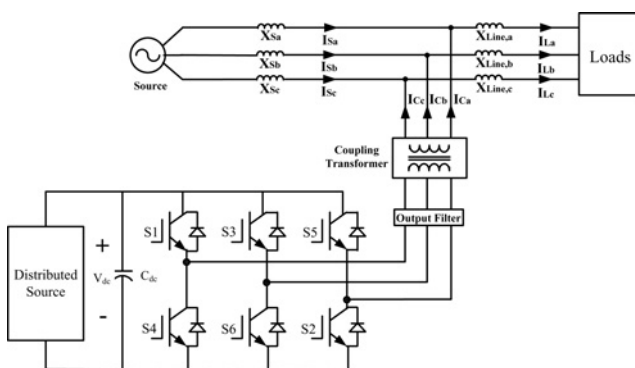 X_Sa I_Sa X_Line,a I_La
X_Sb I_Sb X_Line,b I_Lb
Source X_Sc I_Sc X_Line,c I_Lc
Loads
I_Cc I_Cb I_Ca
Coupling
Transformer
Output Filter
S1 S3 S5
Distributed
Source
+
V_dc
-
C_dc
S4 S6 S2